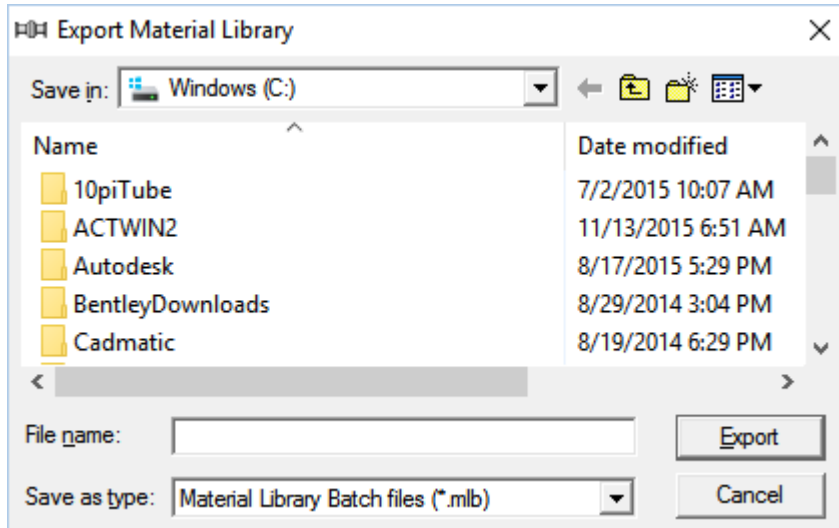 Export Material Library
Save in: Windows (C:)
Name Date modified
10piTube 7/2/2015 10:07 AM
ACTWIN2 11/13/2015 6:51 AM
Autodesk 8/17/2015 5:29 PM
BentleyDownloads 8/29/2014 3:04 PM
Cadmatic 8/19/2014 6:29 PM
File name: Export
Save as type: Material Library Batch files (*.mlb) Cancel